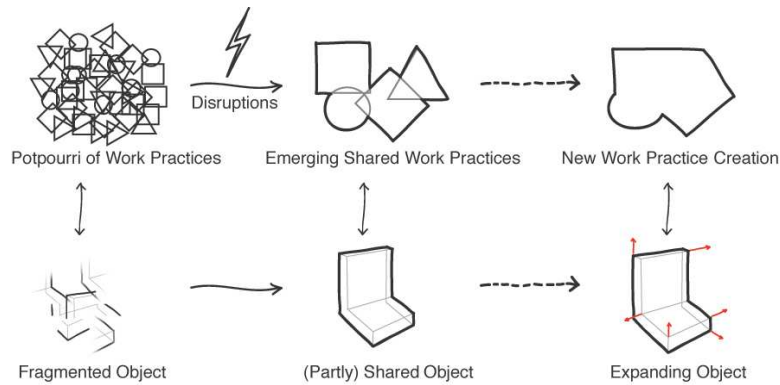 Disruptions
Potpourri of Work Practices
Emerging Shared Work Practices
New Work Practice Creation
Fragmented Object
(Partly) Shared Object
Expanding Object